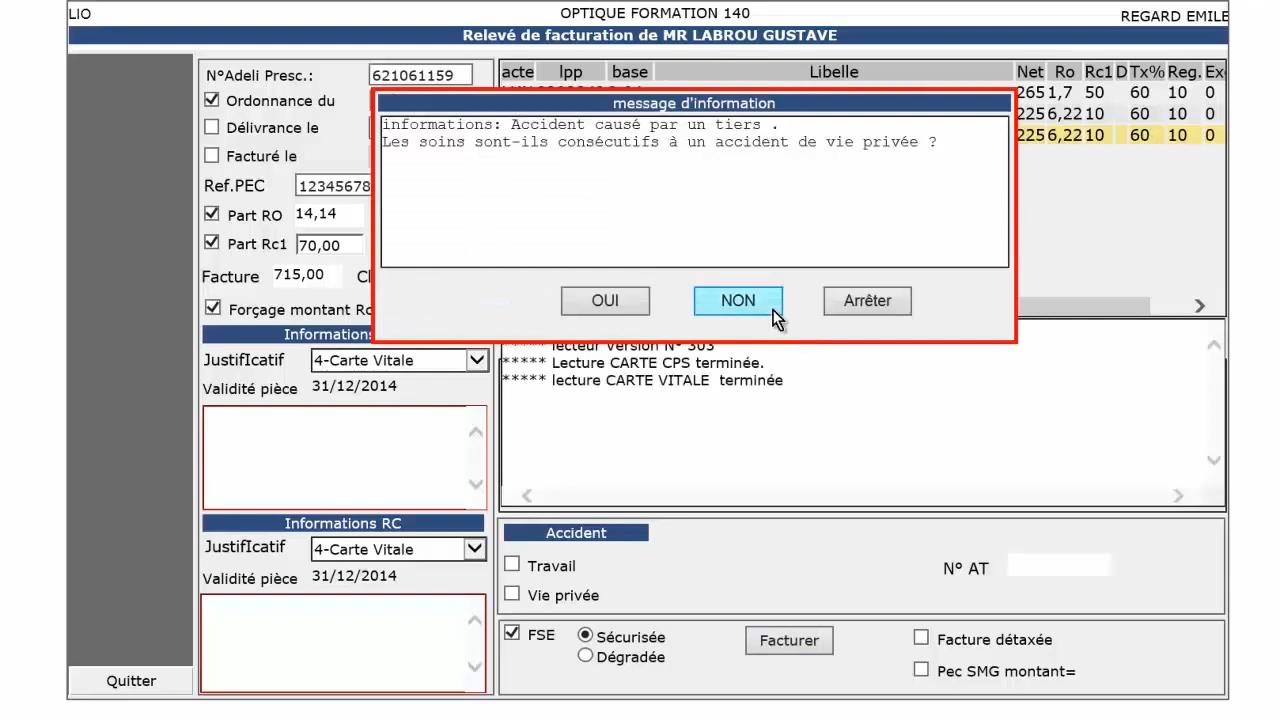 LIO
OPTIQUE FORMATION 140
REGARD EMILE
Relevé de facturation de MR LABROU GUSTAVE
N°Adeli Presc.: 621061159
Ordonnance du
Délivrance le
Facturé le
Ref.PEC 12345678
Part RO 14,14
Part Rc1 70,00
Facture 715,00 Cl
Forçage montant Rc
Informations
JustifIcatif 4-Carte Vitale
Validité pièce 31/12/2014
Informations RC
JustifIcatif 4-Carte Vitale
Validité pièce 31/12/2014
Quitter
acte lpp base Libelle Net Ro Rc1 D Tx% Reg. Ex
265 1,7 50 60 10 0
225 6,22 10 60 10 0
225 6,22 10 60 10 0
message d'information
informations: Accident causé par un tiers .
Les soins sont-ils consécutifs à un accident de vie privée ?
OUI NON Arrêter
***** lecteur Version N° 303
***** Lecture CARTE CPS terminée.
***** lecture CARTE VITALE terminée
Accident
Travail
N° AT
Vie privée
FSE
Sécurisée
Dégradée
Facturer
Facture détaxée
Pec SMG montant=